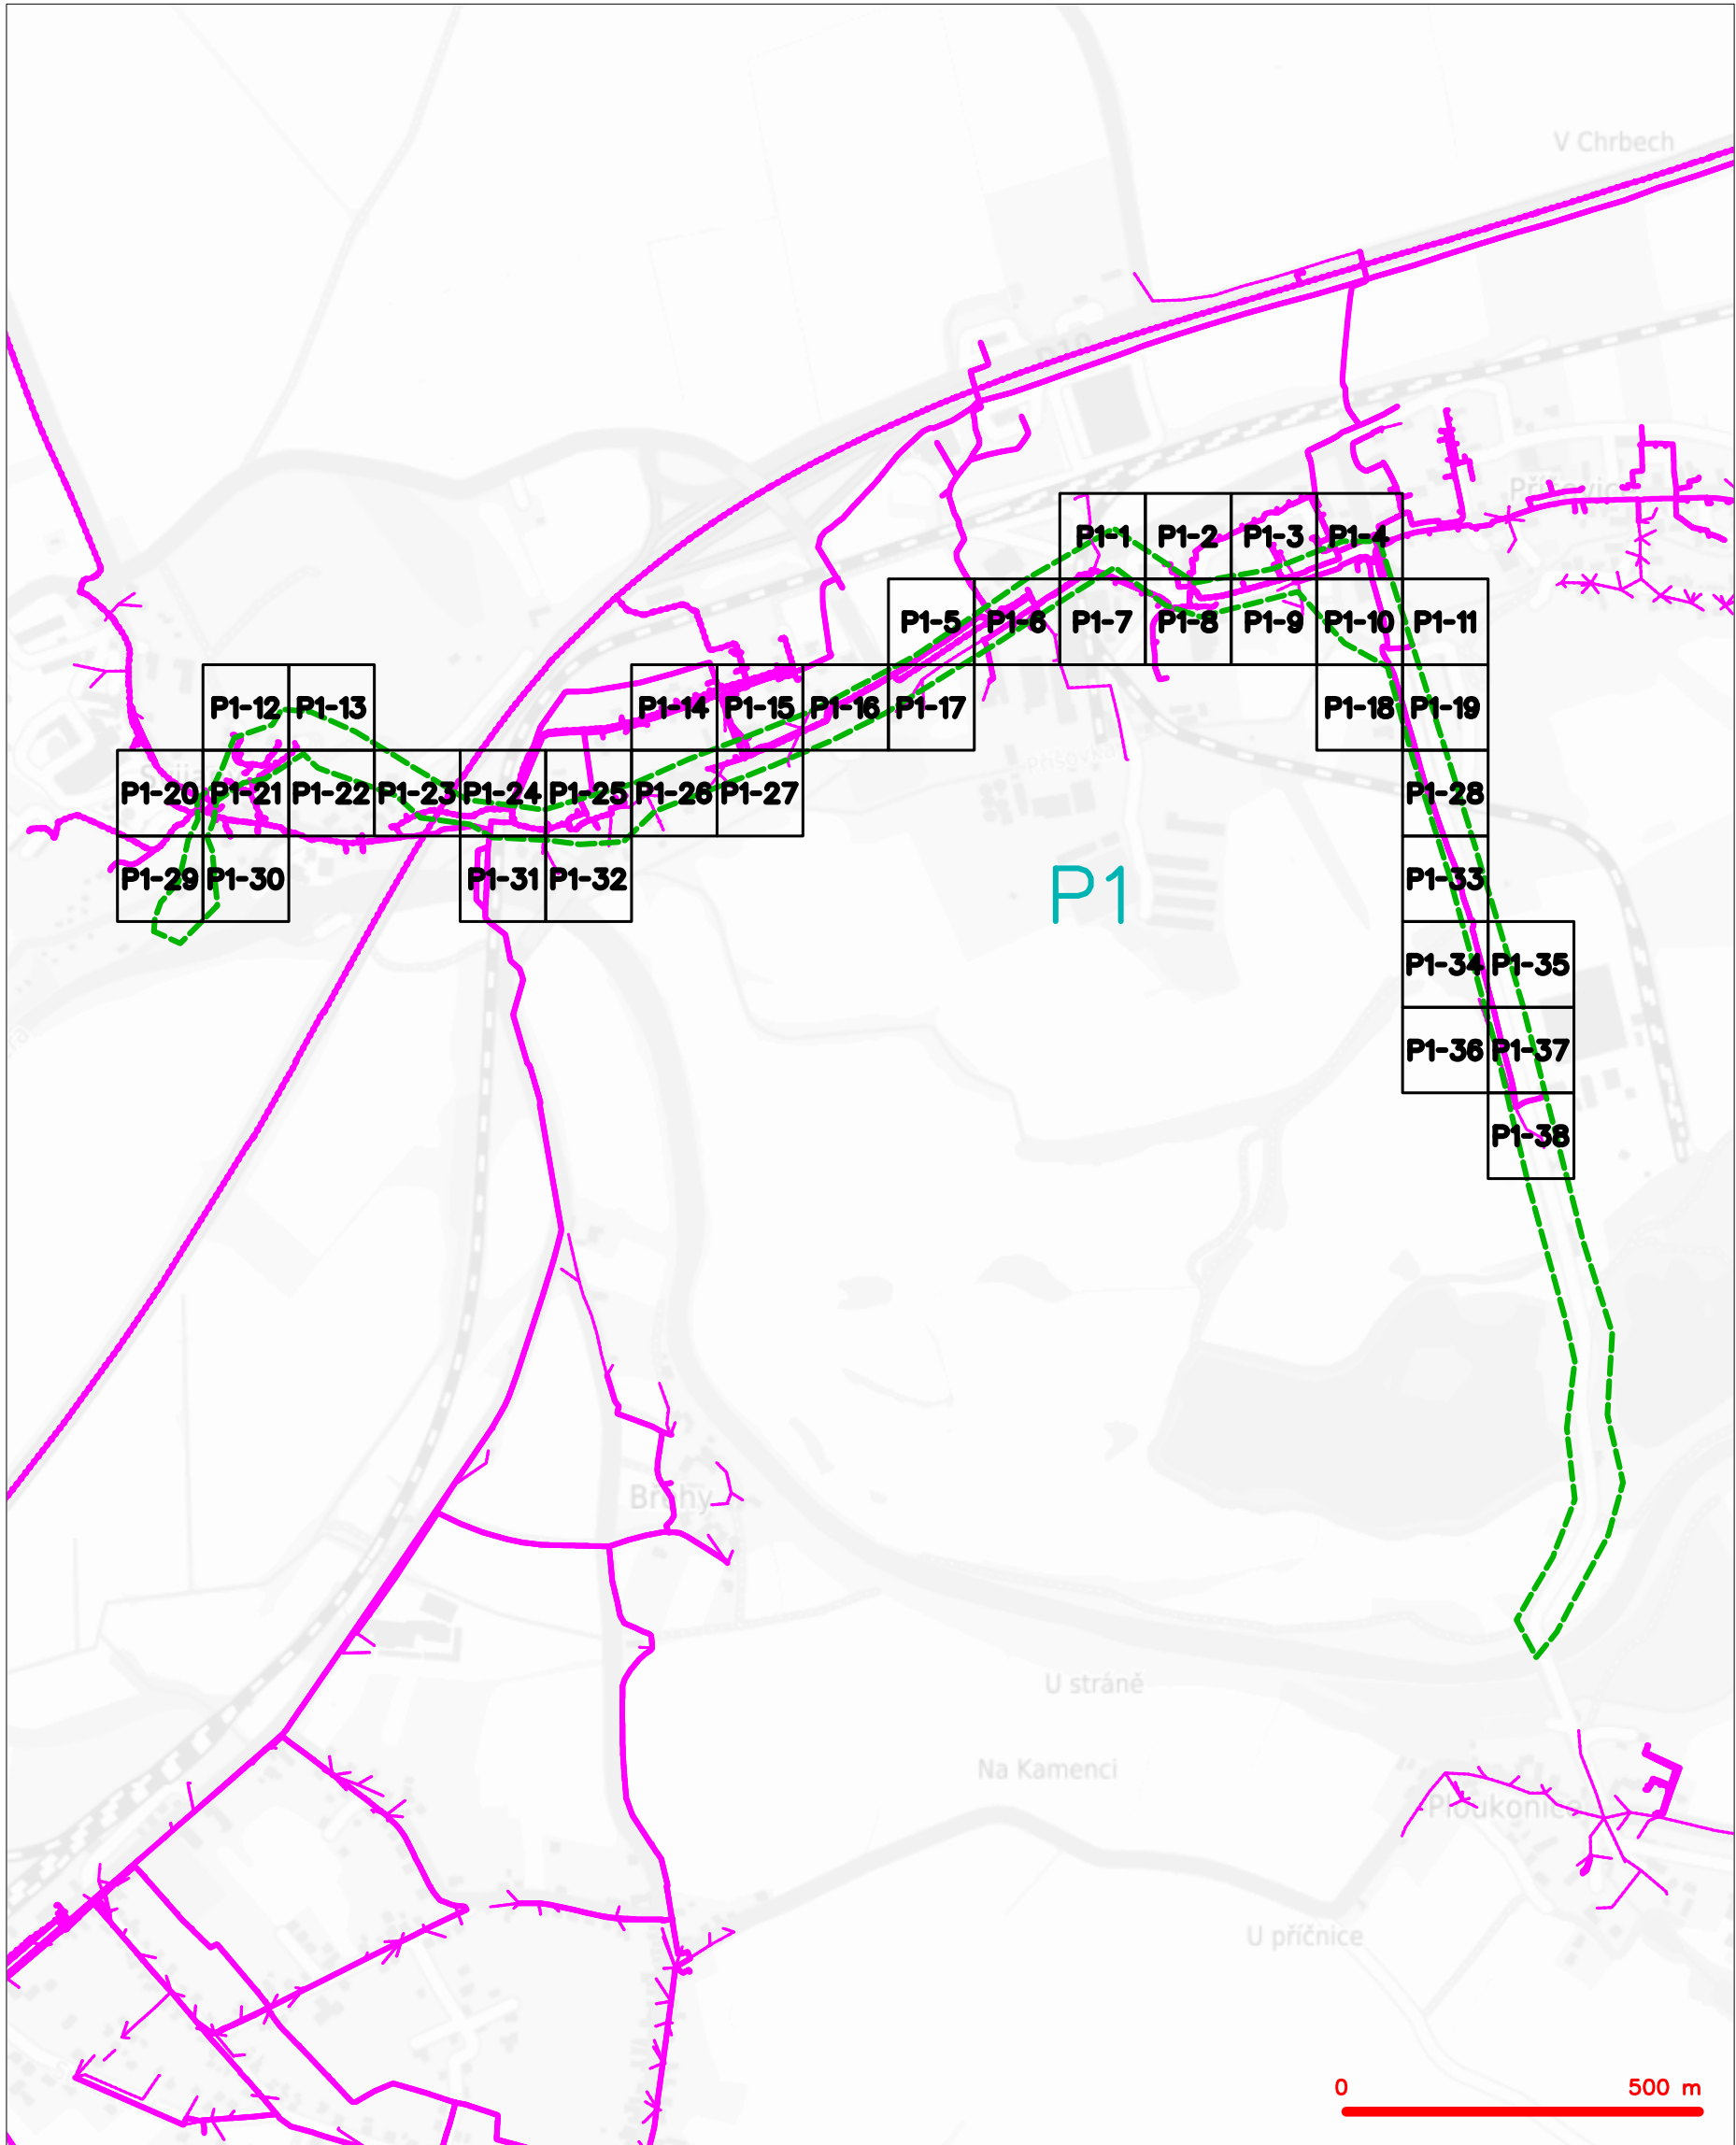 V Chrbech
P1-1 P1-2 P1-3 P1-4
P1-5 P1-6 P1-7 P1-8 P1-9 P1-10 P1-11
P1-12 P1-13 P1-14 P1-15 P1-16 P1-17 P1-18 P1-19
P1-20 P1-21 P1-22 P1-23 P1-24 P1-25 P1-26 P1-27 P1-28
P1-29 P1-30 P1-31 P1-32 P1-33
P1
P1-34 P1-35
P1-36 P1-37
P1-38
Břehy
U stráně
Na Kamenci
Ploukonice
U příčnice
0 500 m